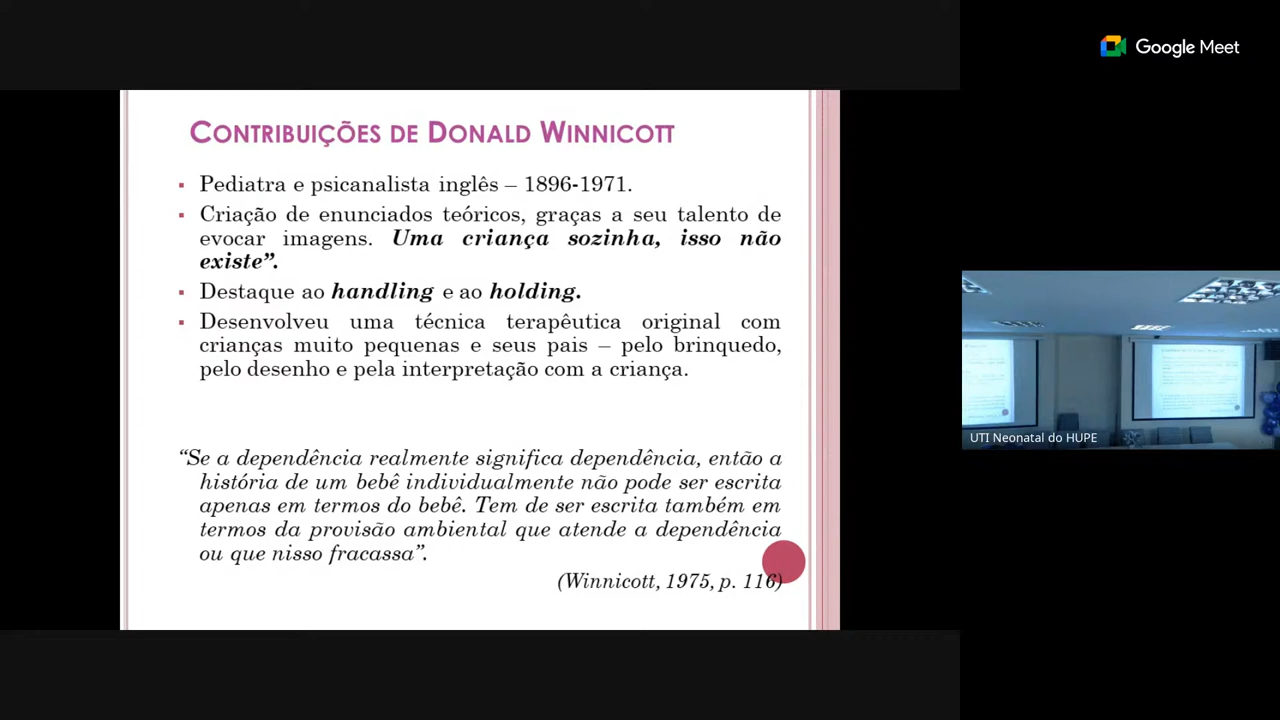 Google Meet
CONTRIBUIÇÕES DE DONALD WINNICOTT
▪ Pediatra e psicanalista inglês – 1896-1971.
▪ Criação de enunciados teóricos, graças a seu talento de
evocar imagens. Uma criança sozinha, isso não
existe”.
▪ Destaque ao handling e ao holding.
▪ Desenvolveu uma técnica terapêutica original com
crianças muito pequenas e seus pais – pelo brinquedo,
pelo desenho e pela interpretação com a criança.
“Se a dependência realmente significa dependência, então a
história de um bebê individualmente não pode ser escrita
apenas em termos do bebê. Tem de ser escrita também em
termos da provisão ambiental que atende a dependência
ou que nisso fracassa”.
(Winnicott, 1975, p. 116)
UTI Neonatal do HUPE